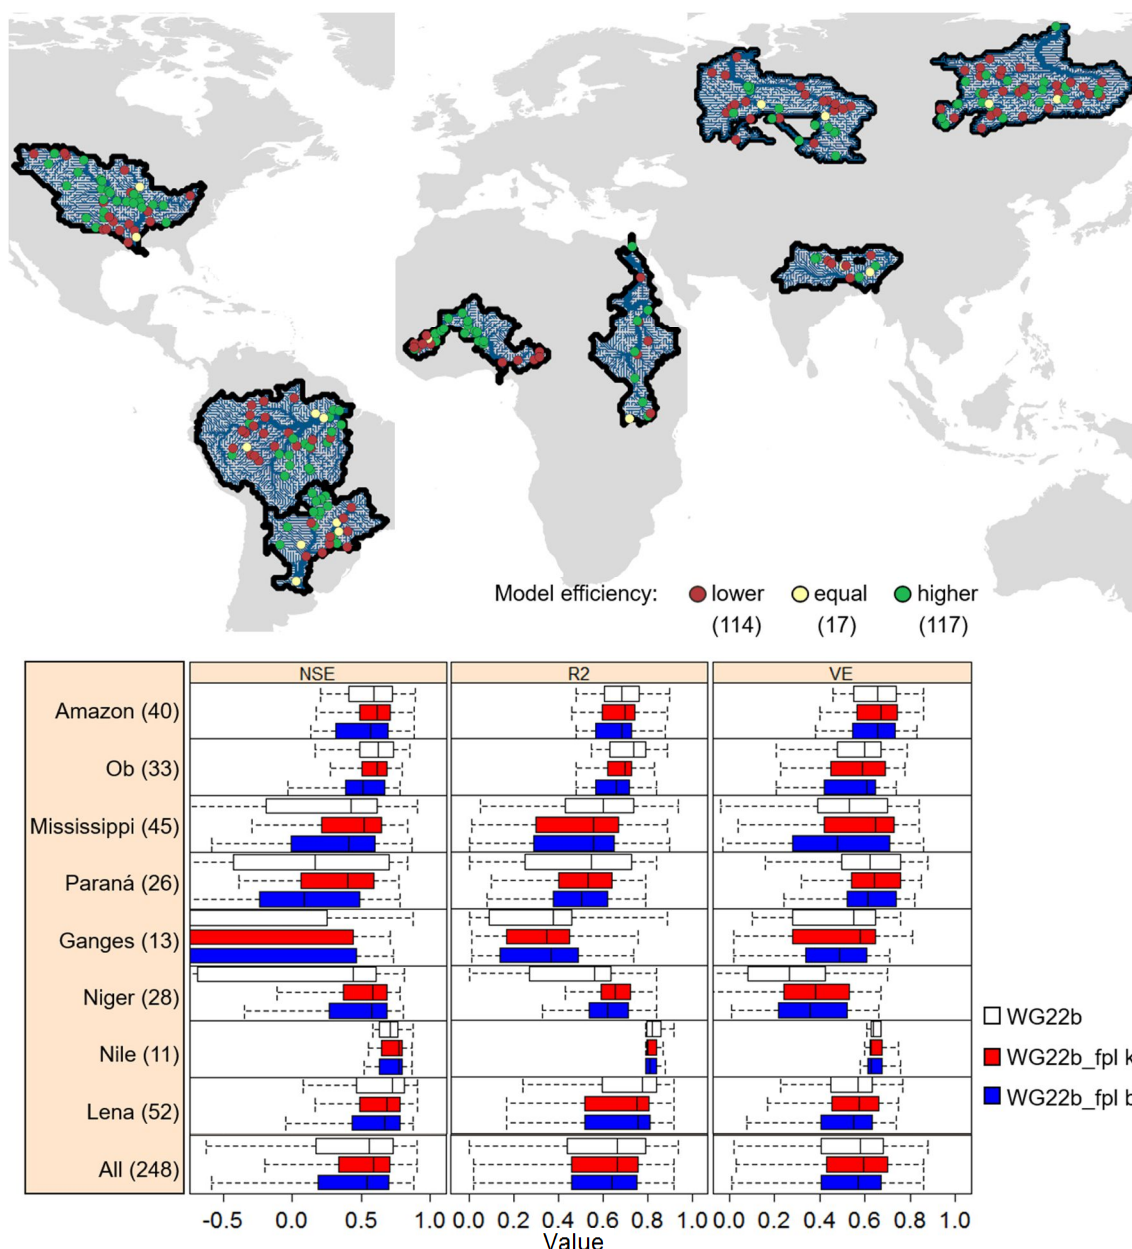 Model efficiency: lower equal higher
(114) (17) (117)
NSE R2 VE
Amazon (40)
Ob (33)
Mississippi (45)
Paraná (26)
Ganges (13)
Niger (28)
Nile (11)
Lena (52)
All (248)
WG22b
WG22b_fpl k
WG22b_fpl b
-0.5 0.0 0.5 1.0 0.0 0.2 0.4 0.6 0.8 1.0 0.0 0.2 0.4 0.6 0.8 1.0
Value